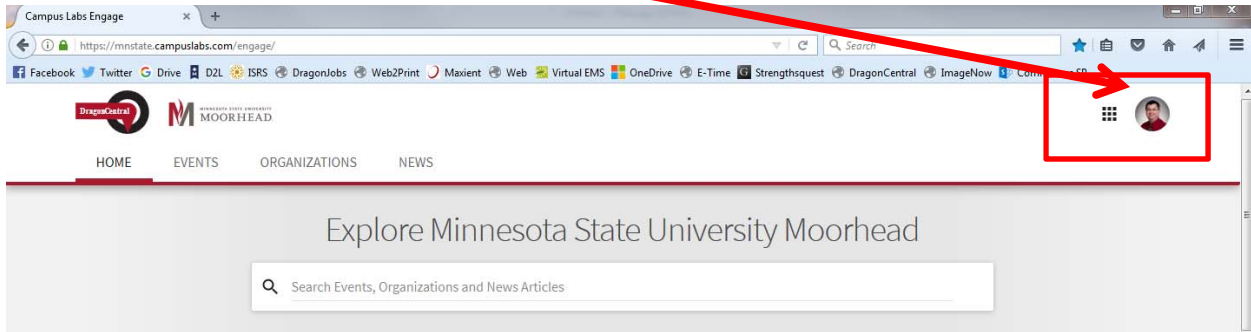 Campus Labs Engage
https://mnstate.campuslabs.com/engage/
Search
Facebook Twitter Drive D2L ISRS DragonJobs Web2Print Maxient Web Virtual EMS OneDrive E-Time Strengthsquest DragonCentral ImageNow
DragonCentral
MINNESOTA STATE UNIVERSITY
MOORHEAD
HOME EVENTS ORGANIZATIONS NEWS
Explore Minnesota State University Moorhead
Search Events, Organizations and News Articles